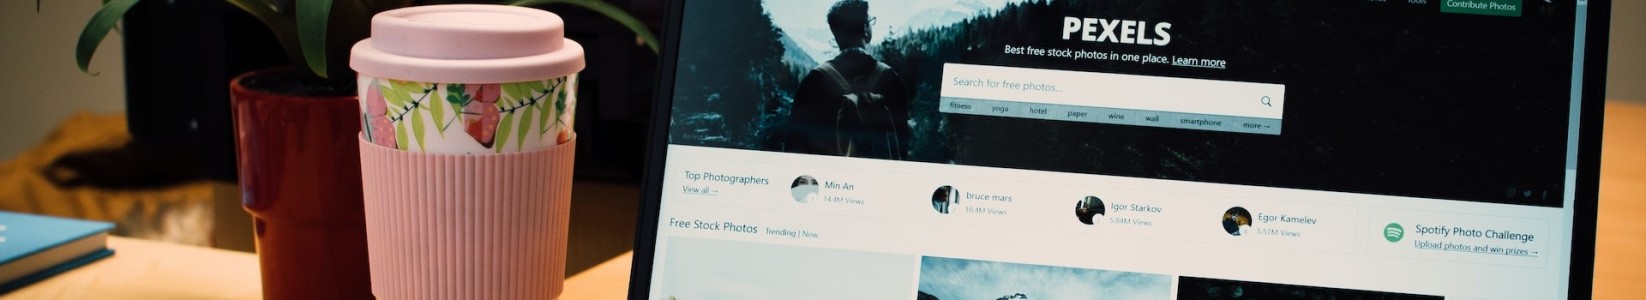 Tools
Contribute Photos
PEXELS
Best free stock photos in one place. Learn more
Search for free photos...
fitness yoga hotel paper wine wall smartphone more →
Top Photographers
View all →
Min An
14.4M Views
bruce mars
10.4M Views
Igor Starkov
5.84M Views
Egor Kamelev
5.57M Views
Spotify Photo Challenge
Upload photos and win prizes →
Free Stock Photos Trending | New